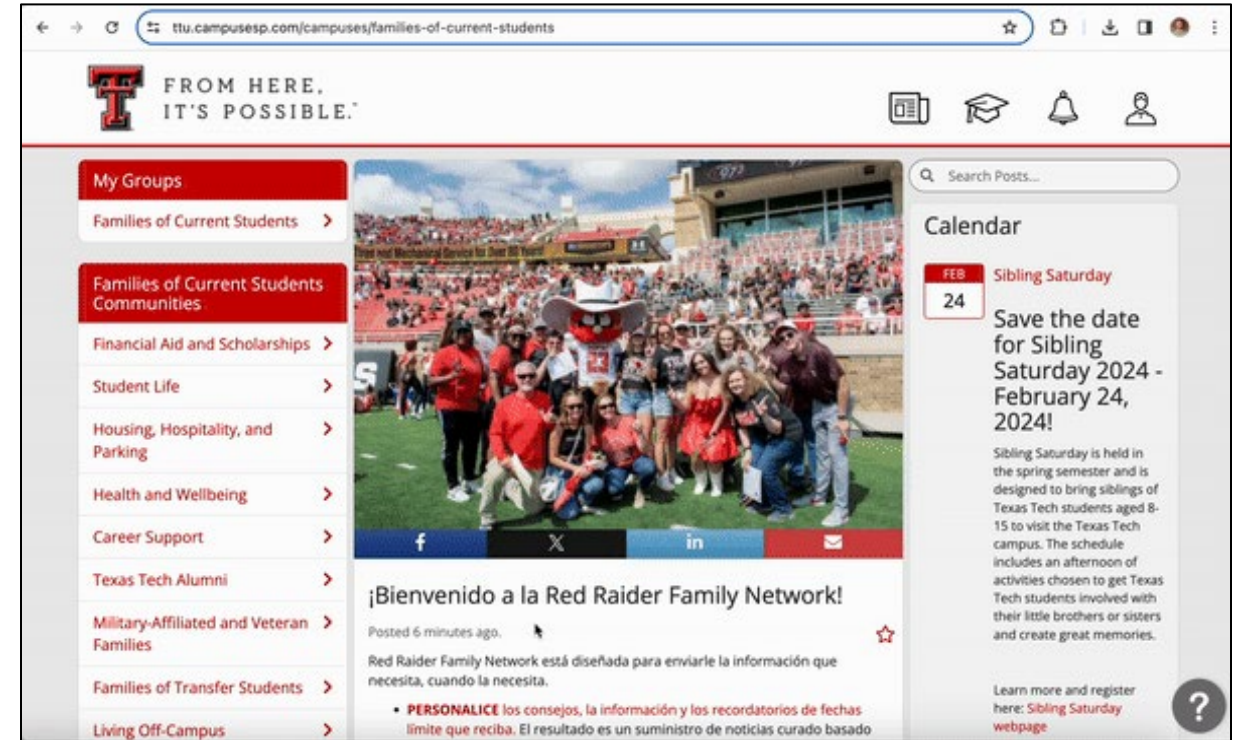 ttu.campusesp.com/campuses/families-of-current-students
FROM HERE,
IT'S POSSIBLE.
My Groups
Families of Current Students
Families of Current Students
Communities
Financial Aid and Scholarships
Student Life
Housing, Hospitality, and
Parking
Health and Wellbeing
Career Support
Texas Tech Alumni
Military-Affiliated and Veteran
Families
Families of Transfer Students
Living Off-Campus
f
X
in
¡Bienvenido a la Red Raider Family Network!
Posted 6 minutes ago.
Red Raider Family Network está diseñada para enviarle la información que
necesita, cuando la necesita.
• PERSONALICE los consejos, la información y los recordatorios de fechas
límite que reciba. El resultado es un suministro de noticias curado basado
Search Posts...
Calendar
FEB
24
Sibling Saturday
Save the date
for Sibling
Saturday 2024 -
February 24,
2024!
Sibling Saturday is held in
the spring semester and is
designed to bring siblings of
Texas Tech students aged 8-
15 to visit the Texas Tech
campus. The schedule
includes an afternoon of
activities chosen to get Texas
Tech students involved with
their little brothers or sisters
and create great memories.
Learn more and register
here: Sibling Saturday
webpage
?